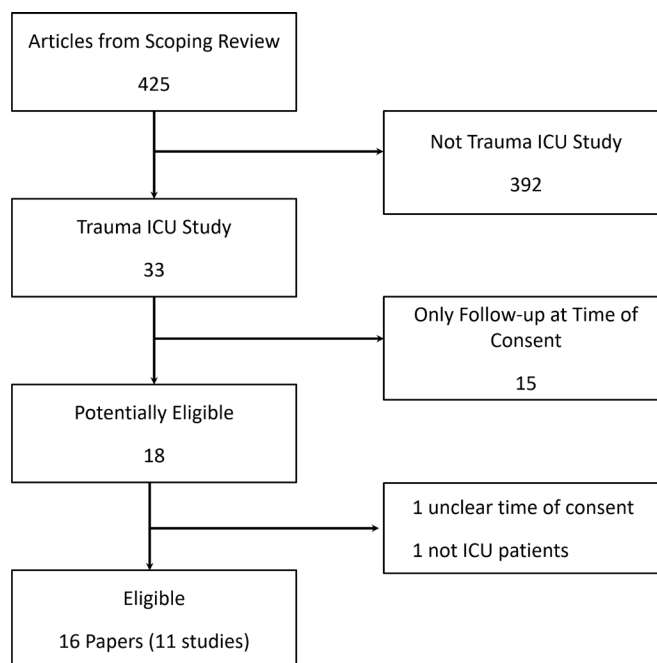 Articles from Scoping Review
425
Not Trauma ICU Study
392
Trauma ICU Study
33
Only Follow-up at Time of
Consent
15
Potentially Eligible
18
1 unclear time of consent
1 not ICU patients
Eligible
16 Papers (11 studies)